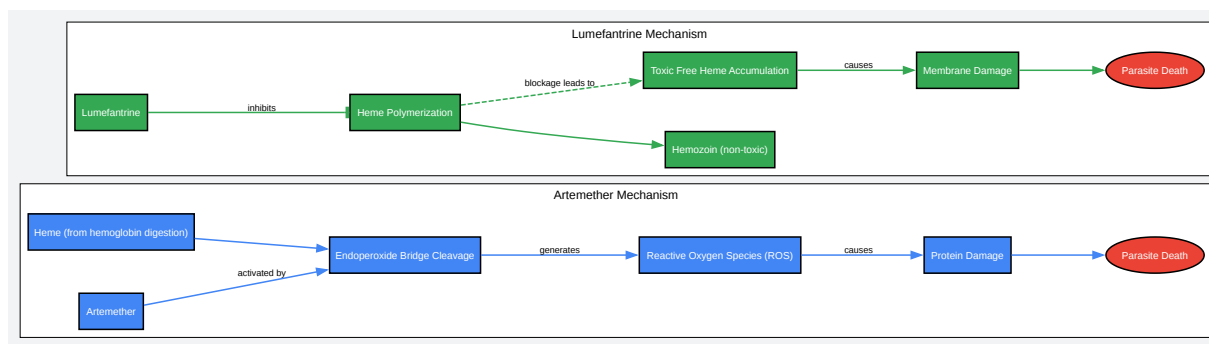 Lumefantrine Mechanism
Lumefantrine
inhibits
Heme Polymerization
blockage leads to
Toxic Free Heme Accumulation
causes
Membrane Damage
Parasite Death
Hemozoin (non-toxic)
Artemether Mechanism
Heme (from hemoglobin digestion)
Artemether
activated by
Endoperoxide Bridge Cleavage
generates
Reactive Oxygen Species (ROS)
causes
Protein Damage
Parasite Death